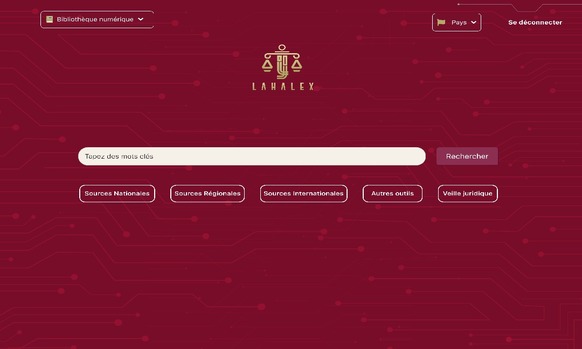 Bibliothèque numérique
Pays
Se déconnecter
LAHALEX
Tapez des mots clés
Rechercher
Sources Nationales
Sources Régionales
Sources Internationales
Autres outils
Veille juridique